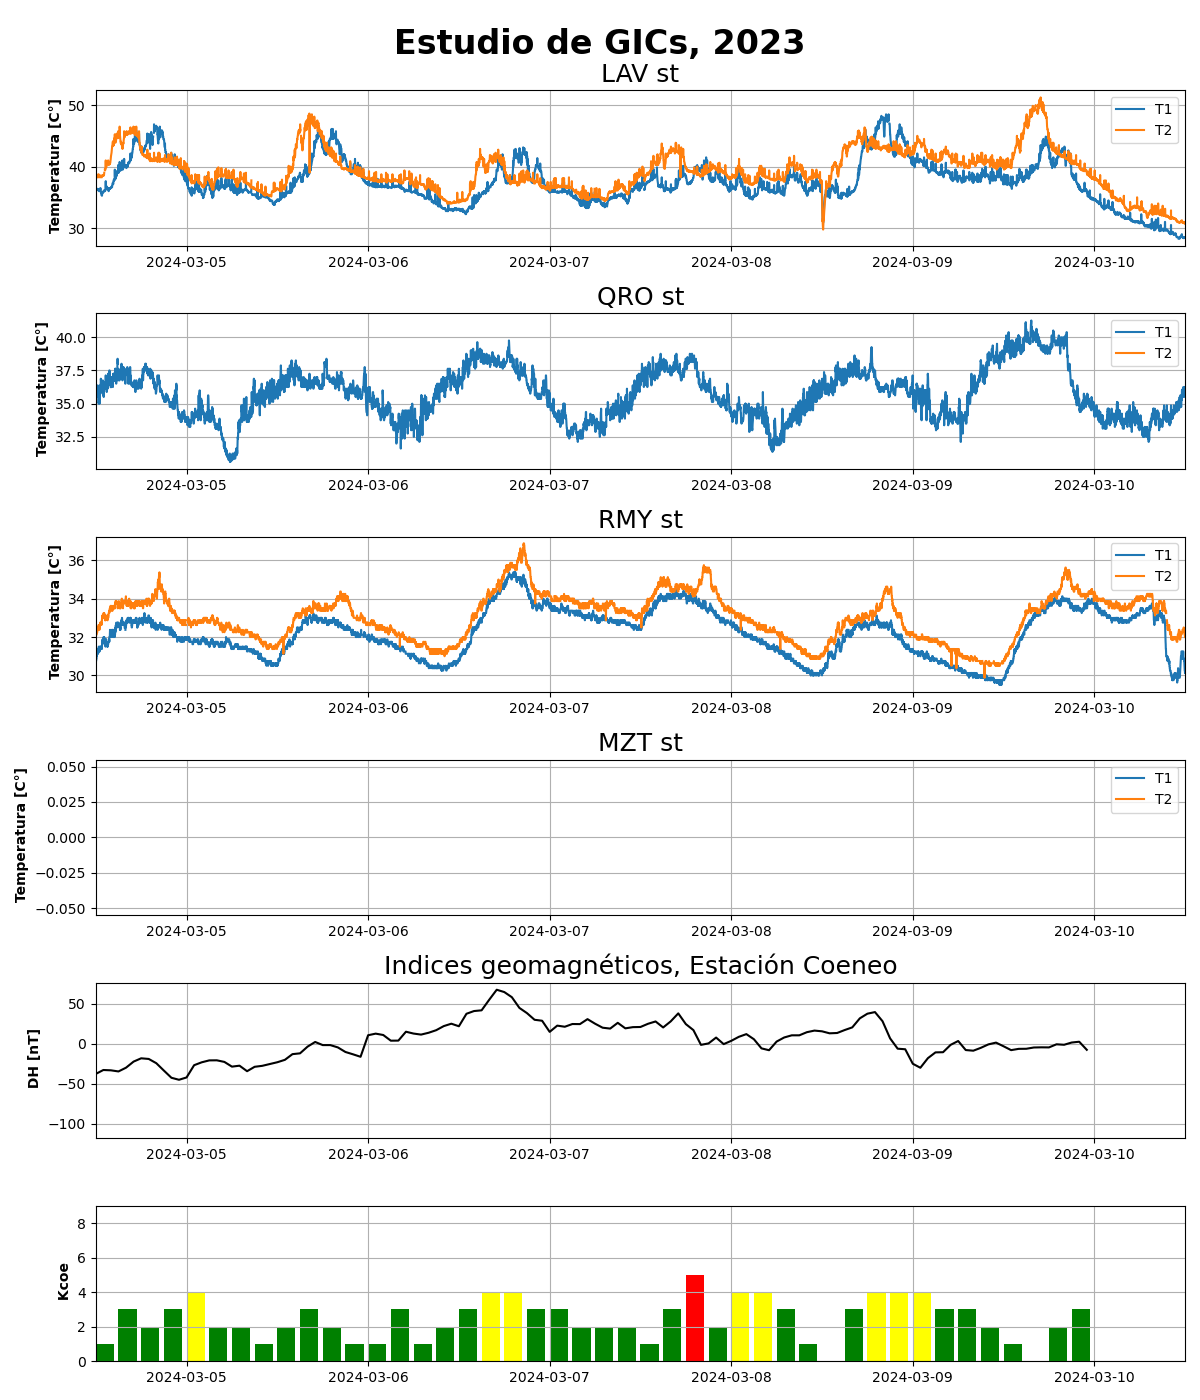 Estudio de GICs, 2023
LAV st
Temperatura [C°]
50
40
30
T1
T2
2024-03-05 2024-03-06 2024-03-07 2024-03-08 2024-03-09 2024-03-10
QRO st
Temperatura [C°]
40.0
37.5
35.0
32.5
T1
T2
2024-03-05 2024-03-06 2024-03-07 2024-03-08 2024-03-09 2024-03-10
RMY st
Temperatura [C°]
36
34
32
30
T1
T2
2024-03-05 2024-03-06 2024-03-07 2024-03-08 2024-03-09 2024-03-10
MZT st
Temperatura [C°]
0.050
0.025
0.000
−0.025
−0.050
T1
T2
2024-03-05 2024-03-06 2024-03-07 2024-03-08 2024-03-09 2024-03-10
Indices geomagnéticos, Estación Coeneo
DH [nT]
50
0
−50
−100
2024-03-05 2024-03-06 2024-03-07 2024-03-08 2024-03-09 2024-03-10
Kcoe
8
6
4
2
0
2024-03-05 2024-03-06 2024-03-07 2024-03-08 2024-03-09 2024-03-10